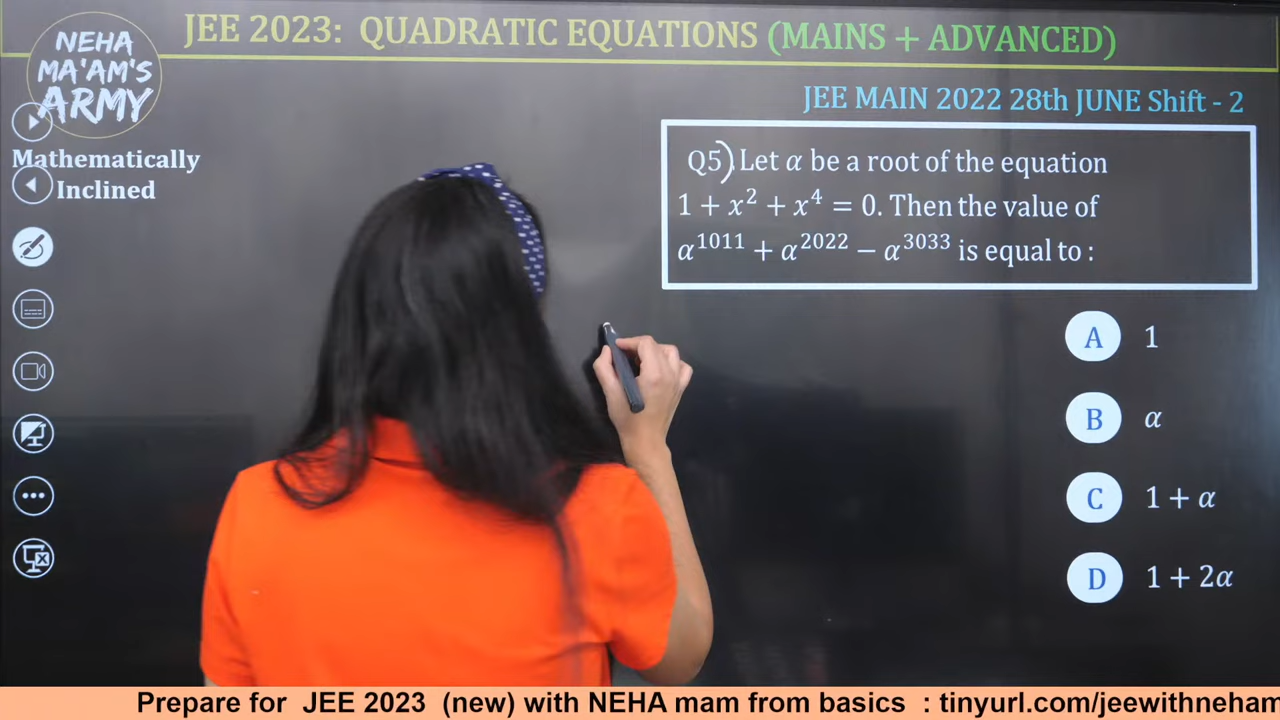 JEE 2023: QUADRATIC EQUATIONS (MAINS + ADVANCED)
NEHA
MA'AM'S
ARMY
Mathematically
Inclined
JEE MAIN 2022 28th JUNE Shift - 2
Q5) Let α be a root of the equation
1 + x² + x⁴ = 0. Then the value of
α¹⁰¹¹ + α²⁰²² − α³⁰³³ is equal to :
A 1
B α
C 1 + α
D 1 + 2α
Prepare for JEE 2023 (new) with NEHA mam from basics : tinyurl.com/jeewithneham